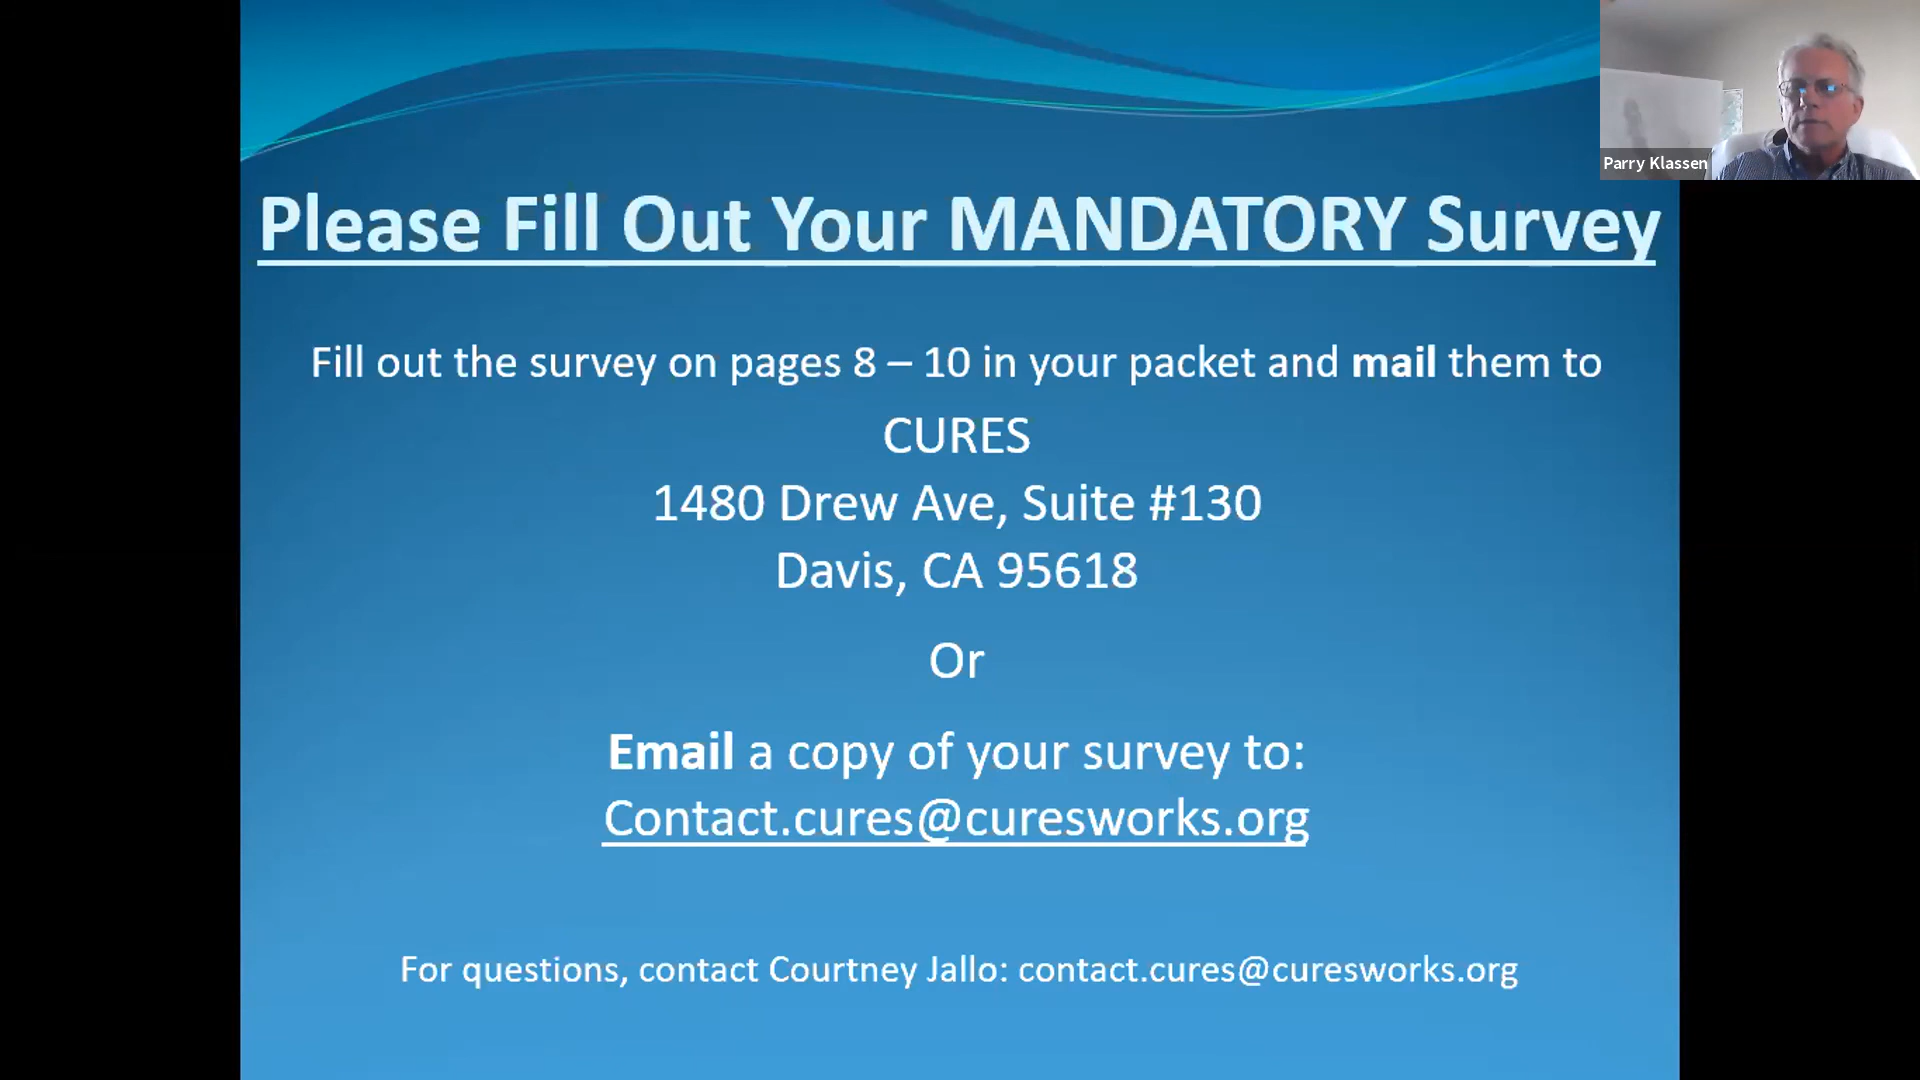 Parry Klassen
Please Fill Out Your MANDATORY Survey
Fill out the survey on pages 8 – 10 in your packet and mail them to
CURES
1480 Drew Ave, Suite #130
Davis, CA 95618
Or
Email a copy of your survey to:
Contact.cures@curesworks.org
For questions, contact Courtney Jallo: contact.cures@curesworks.org